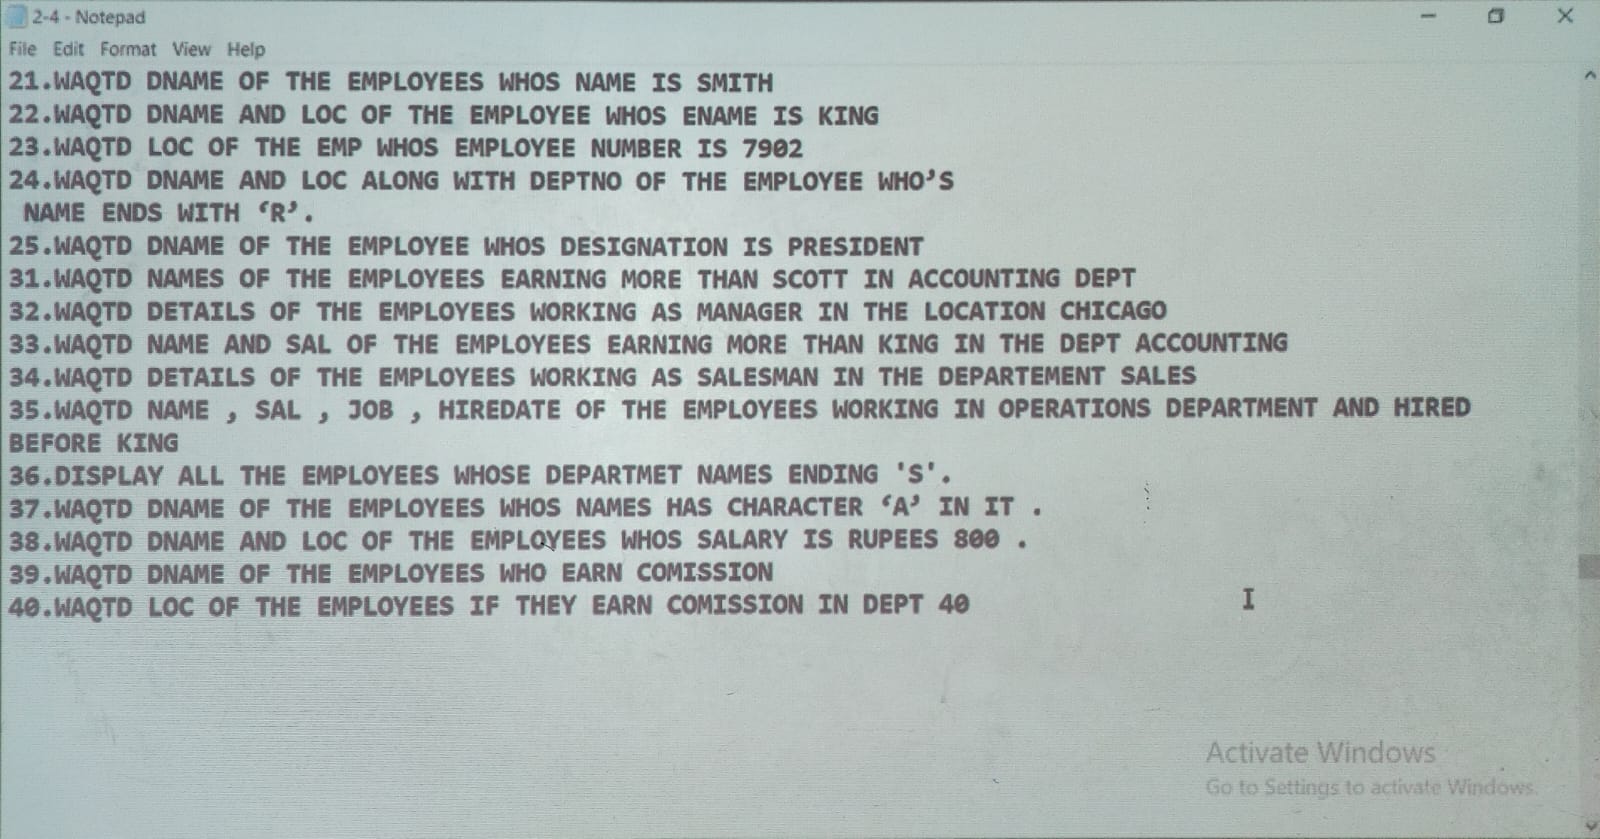 2-4 - Notepad
File Edit Format View Help
21.WAQTD DNAME OF THE EMPLOYEES WHOS NAME IS SMITH
22.WAQTD DNAME AND LOC OF THE EMPLOYEE WHOS ENAME IS KING
23.WAQTD LOC OF THE EMP WHOS EMPLOYEE NUMBER IS 7902
24.WAQTD DNAME AND LOC ALONG WITH DEPTNO OF THE EMPLOYEE WHO’S
NAME ENDS WITH ‘R’.
25.WAQTD DNAME OF THE EMPLOYEE WHOS DESIGNATION IS PRESIDENT
31.WAQTD NAMES OF THE EMPLOYEES EARNING MORE THAN SCOTT IN ACCOUNTING DEPT
32.WAQTD DETAILS OF THE EMPLOYEES WORKING AS MANAGER IN THE LOCATION CHICAGO
33.WAQTD NAME AND SAL OF THE EMPLOYEES EARNING MORE THAN KING IN THE DEPT ACCOUNTING
34.WAQTD DETAILS OF THE EMPLOYEES WORKING AS SALESMAN IN THE DEPARTEMENT SALES
35.WAQTD NAME , SAL , JOB , HIREDATE OF THE EMPLOYEES WORKING IN OPERATIONS DEPARTMENT AND HIRED
BEFORE KING
36.DISPLAY ALL THE EMPLOYEES WHOSE DEPARTMET NAMES ENDING 'S'.
37.WAQTD DNAME OF THE EMPLOYEES WHOS NAMES HAS CHARACTER ‘A’ IN IT .
38.WAQTD DNAME AND LOC OF THE EMPLOYEES WHOS SALARY IS RUPEES 800 .
39.WAQTD DNAME OF THE EMPLOYEES WHO EARN COMISSION
40.WAQTD LOC OF THE EMPLOYEES IF THEY EARN COMISSION IN DEPT 40
Activate Windows
Go to Settings to activate Windows.